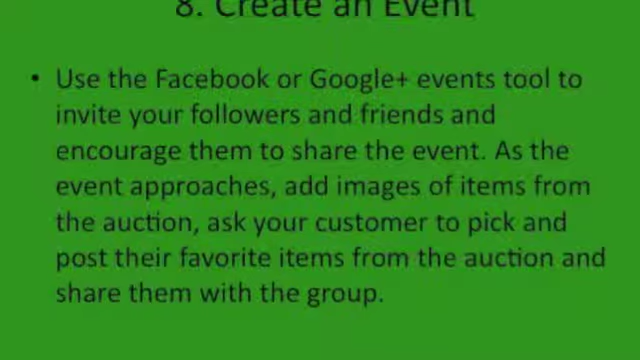 8. Create an Event
• Use the Facebook or Google+ events tool to
invite your followers and friends and
encourage them to share the event. As the
event approaches, add images of items from
the auction, ask your customer to pick and
post their favorite items from the auction and
share them with the group.